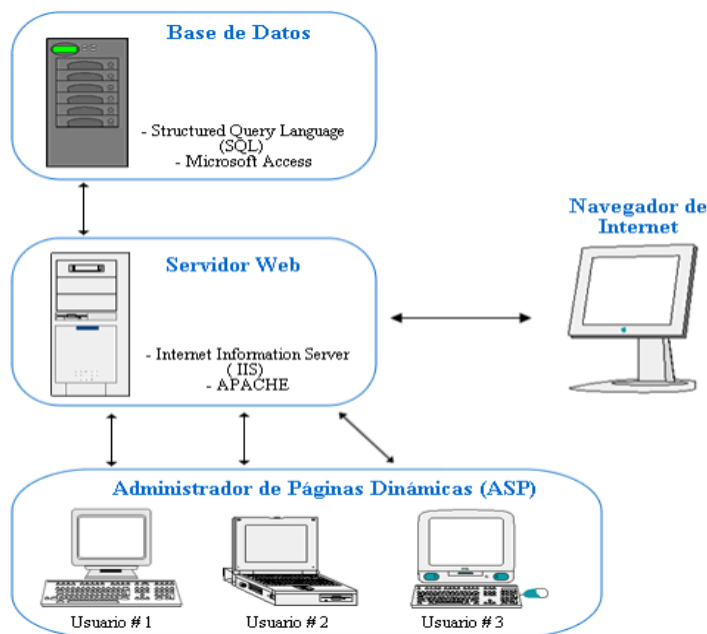 Base de Datos
- Structured Query Language
(SQL)
- Microsoft Access
Navegador de
Internet
Servidor Web
- Internet Information Server
( IIS)
- APACHE
Administrador de Páginas Dinámicas (ASP)
Usuario # 1
Usuario # 2
Usuario # 3